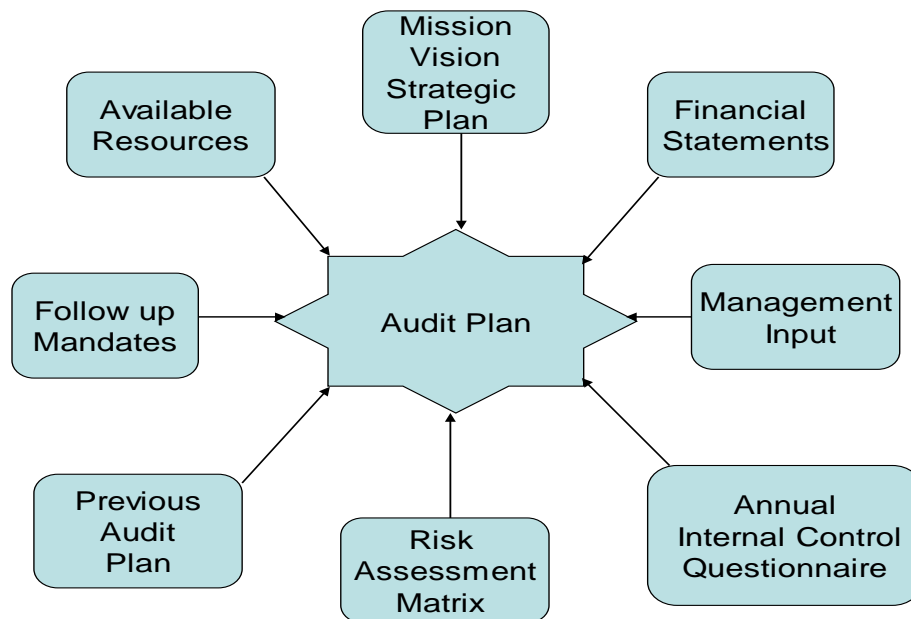 Mission
Vision
Strategic
Plan
Available
Resources
Financial
Statements
Follow up
Mandates
Audit Plan
Management
Input
Previous
Audit
Plan
Risk
Assessment
Matrix
Annual
Internal Control
Questionnaire